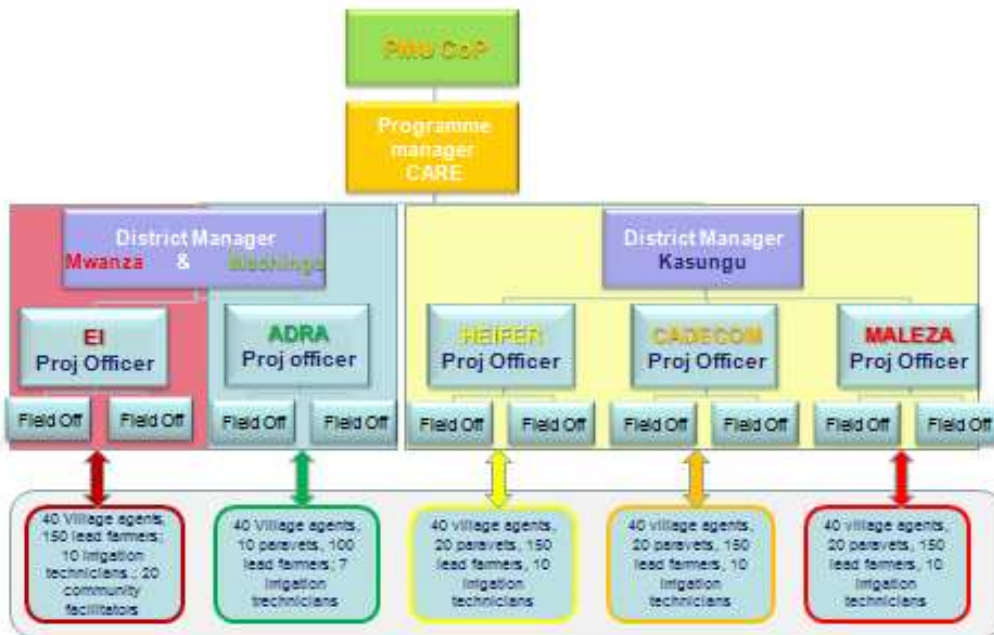 PMU CoP
Programme
manager
CARE
District Manager
Mwanza & Machinga
District Manager
Kasungu
EI
Proj Officer
ADRA
Proj officer
HEIFER
Proj Officer
CADECOM
Proj Officer
MALEZA
Proj Officer
Field Off
Field Off
Field Off
Field Off
Field Off
Field Off
Field Off
Field Off
Field Off
Field Off
40 Village agents,
150 lead farmers;
10 irrigation
technicians.; 20
community
facilitators
40 Village agents,
10 paravets, 100
lead farmers; 7
irrigation
trechnicians
40 village agents,
20 paravets, 150
lead farmers, 10
irrigation
technicians
40 village agents,
20 paravets, 150
lead farmers, 10
irrigation
technicians
40 village agents,
20 paravets, 150
lead farmers, 10
irrigation
technicians